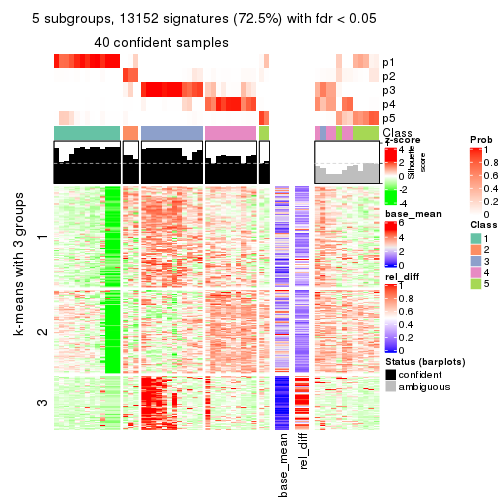 5 subgroups, 13152 signatures (72.5%) with fdr < 0.05
40 confident samples
p1
p2
p3
p4
p5
Class
Silhouette
score
k-means with 3 groups
1
2
3
base_mean
rel_diff
z-score
4
2
0
-2
-4
base_mean
6
4
2
0
rel_diff
1
0.8
0.6
0.4
0.2
0
Status (barplots)
confident
ambiguous
Prob
1
0.8
0.6
0.4
0.2
0
Class
1
2
3
4
5